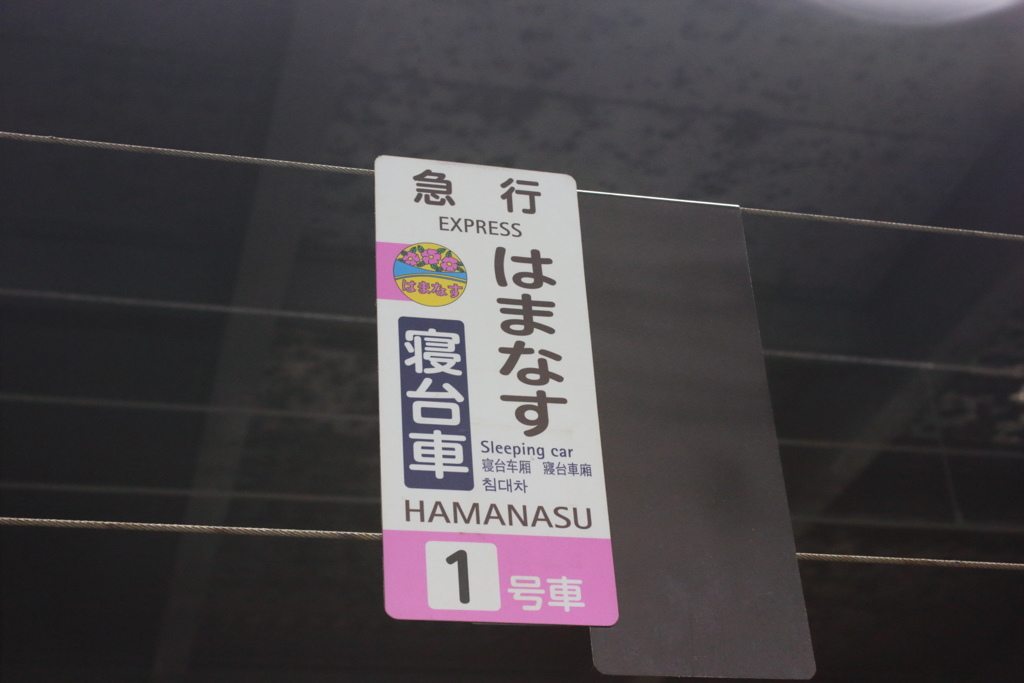 急 行
EXPRESS
はまなす
はまなす
寝台車
Sleeping car
寝台车厢 寢台車廂
침대차
HAMANASU
1 号車